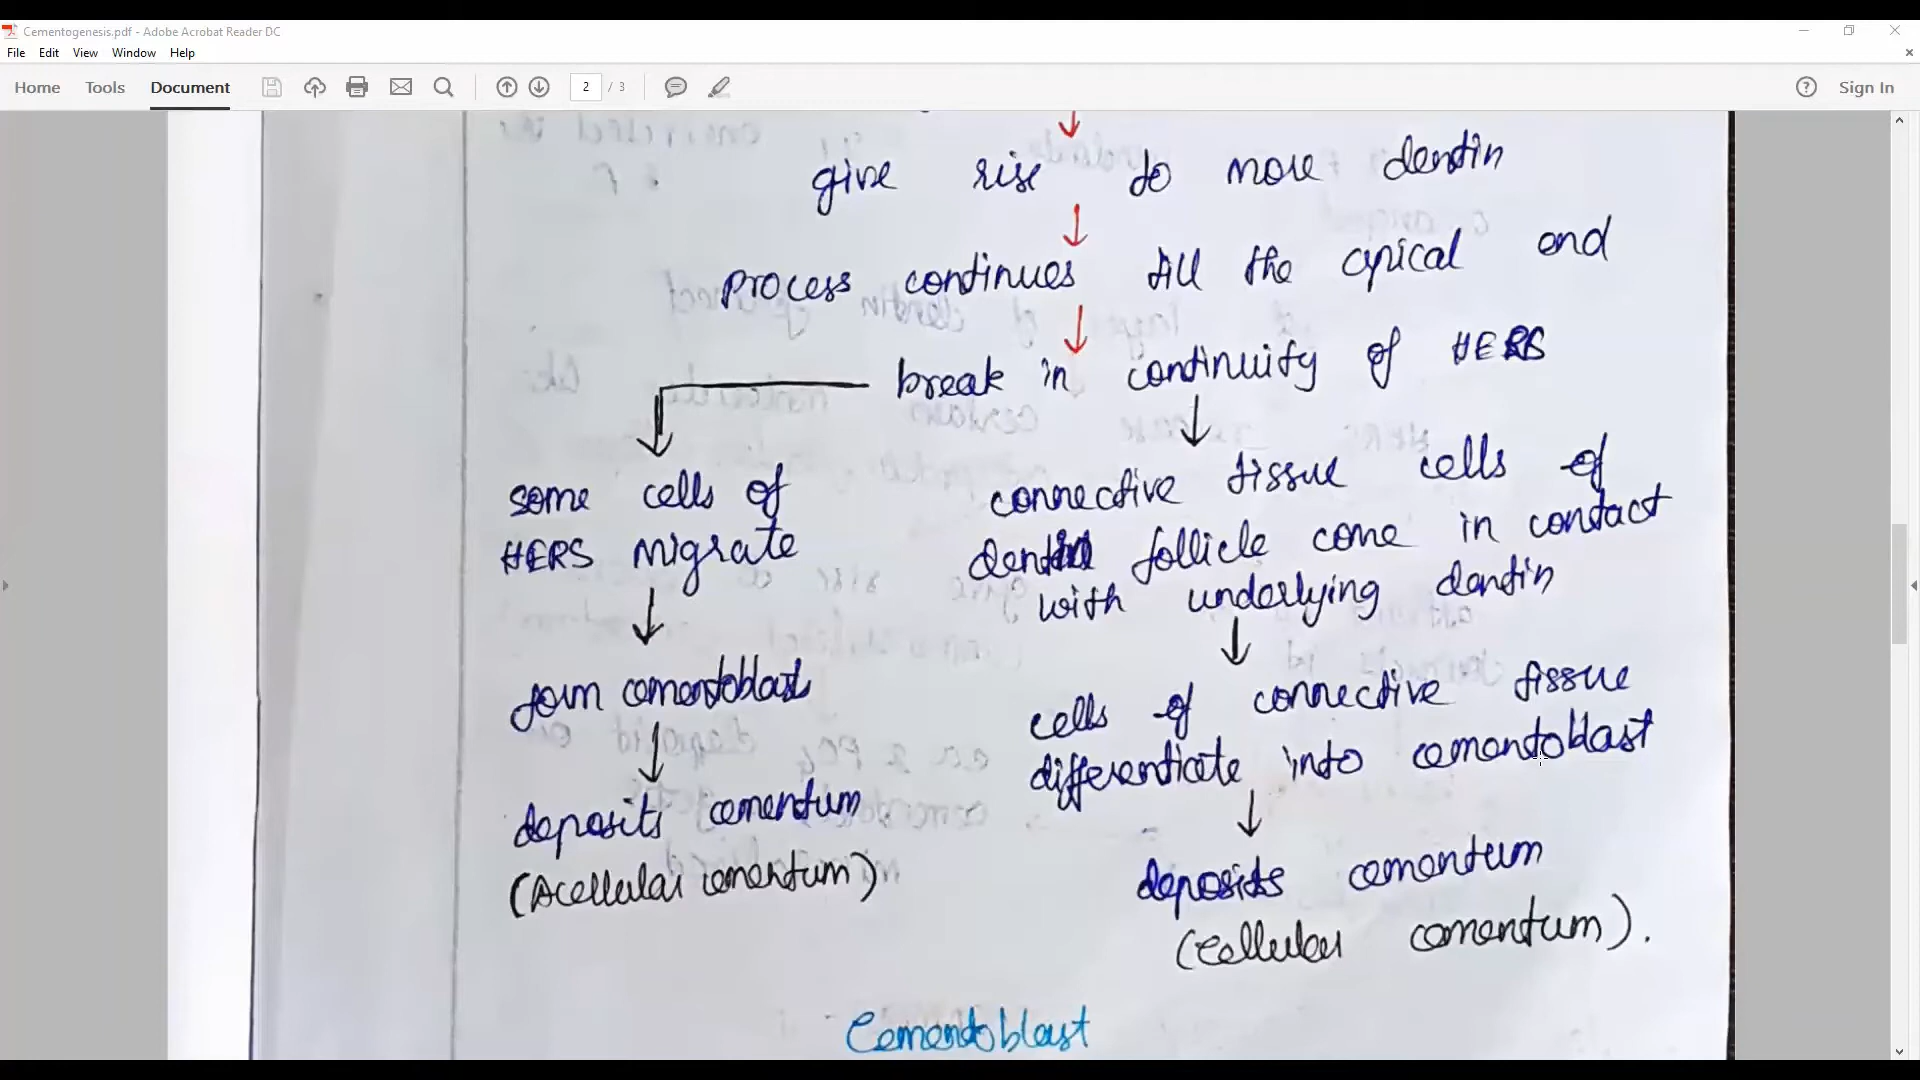 Cementogenesis.pdf - Adobe Acrobat Reader DC
File Edit View Window Help
Home Tools Document 2 / 3 Sign In
give rise to more dentin
Process continues till the apical end
break in continuity of HERS
some cells of
HERS migrate
form cementoblast
deposits cementum
(Acellular cementum)
connective tissue cells of
dental follicle come in contact
with underlying dentin
cells of connective tissue
differentiate into cementoblast
deposits cementum
(cellular cementum).
Cementoblast